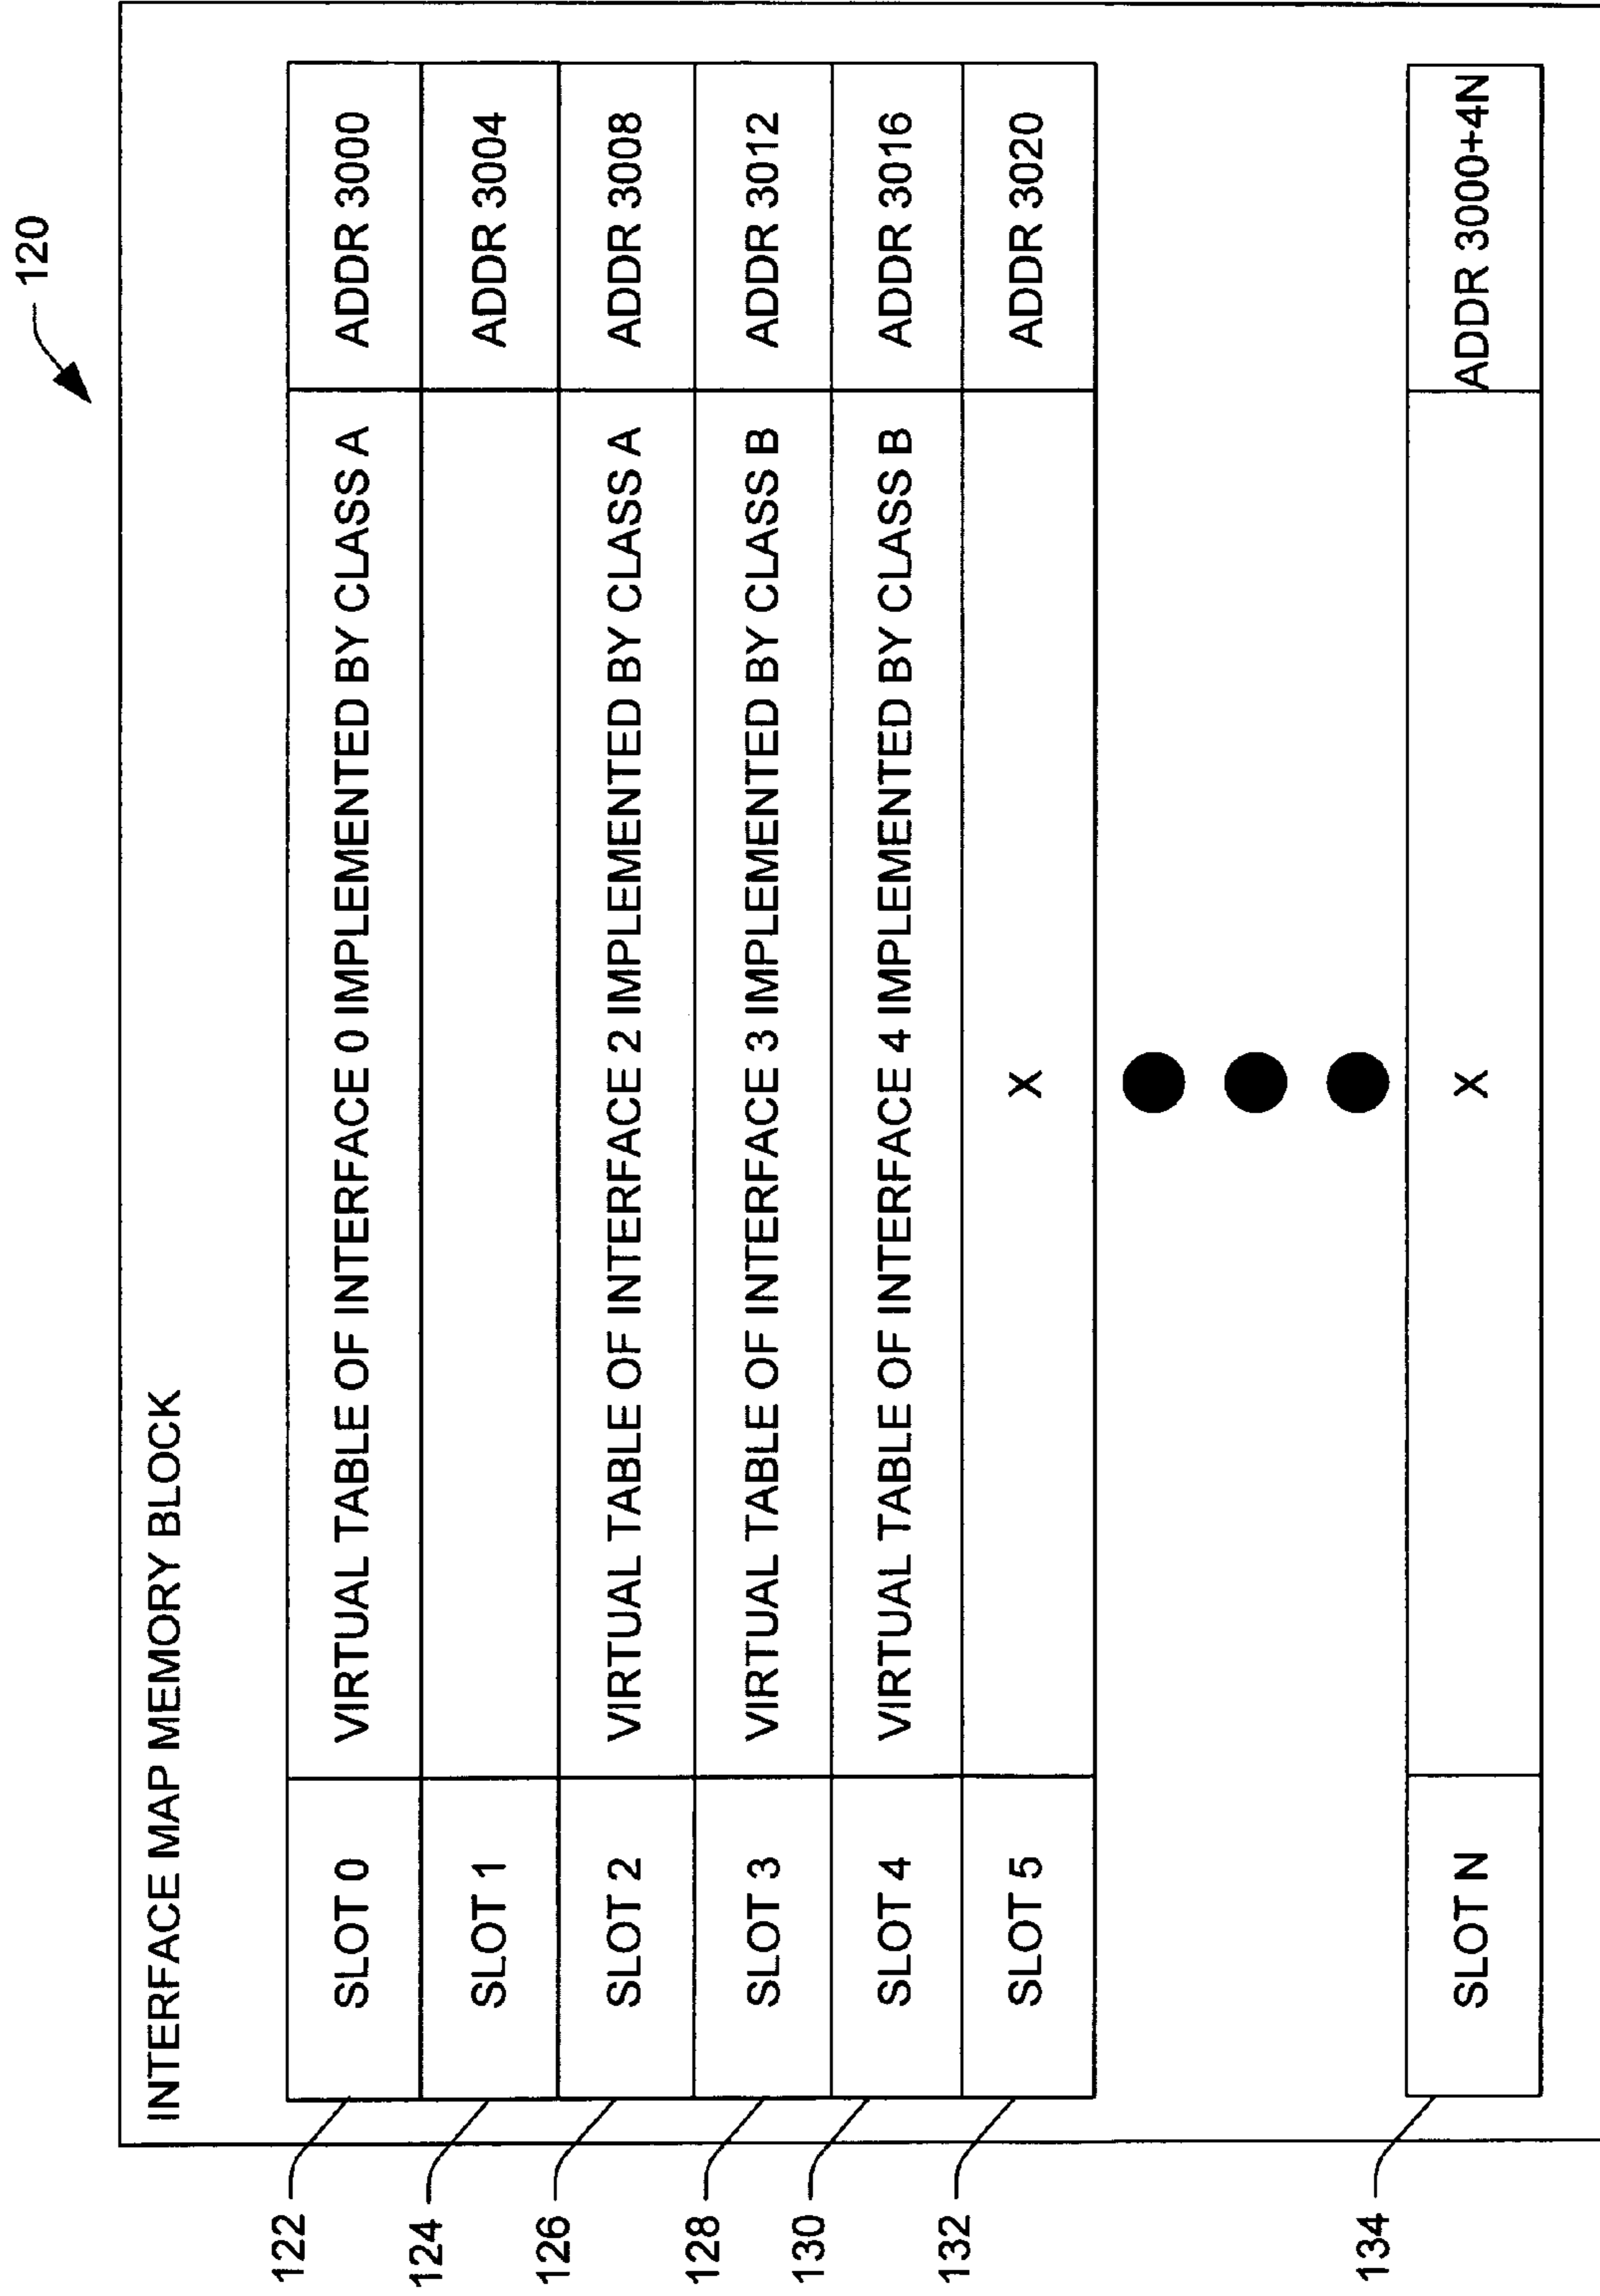 120
INTERFACE MAP MEMORY BLOCK
122 SLOT 0 VIRTUAL TABLE OF INTERFACE 0 IMPLEMENTED BY CLASS A ADDR 3000
124 SLOT 1 ADDR 3004
126 SLOT 2 VIRTUAL TABLE OF INTERFACE 2 IMPLEMENTED BY CLASS A ADDR 3008
128 SLOT 3 VIRTUAL TABLE OF INTERFACE 3 IMPLEMENTED BY CLASS B ADDR 3012
130 SLOT 4 VIRTUAL TABLE OF INTERFACE 4 IMPLEMENTED BY CLASS B ADDR 3016
132 SLOT 5 X ADDR 3020
134 SLOT N X ADDR 3000+4N